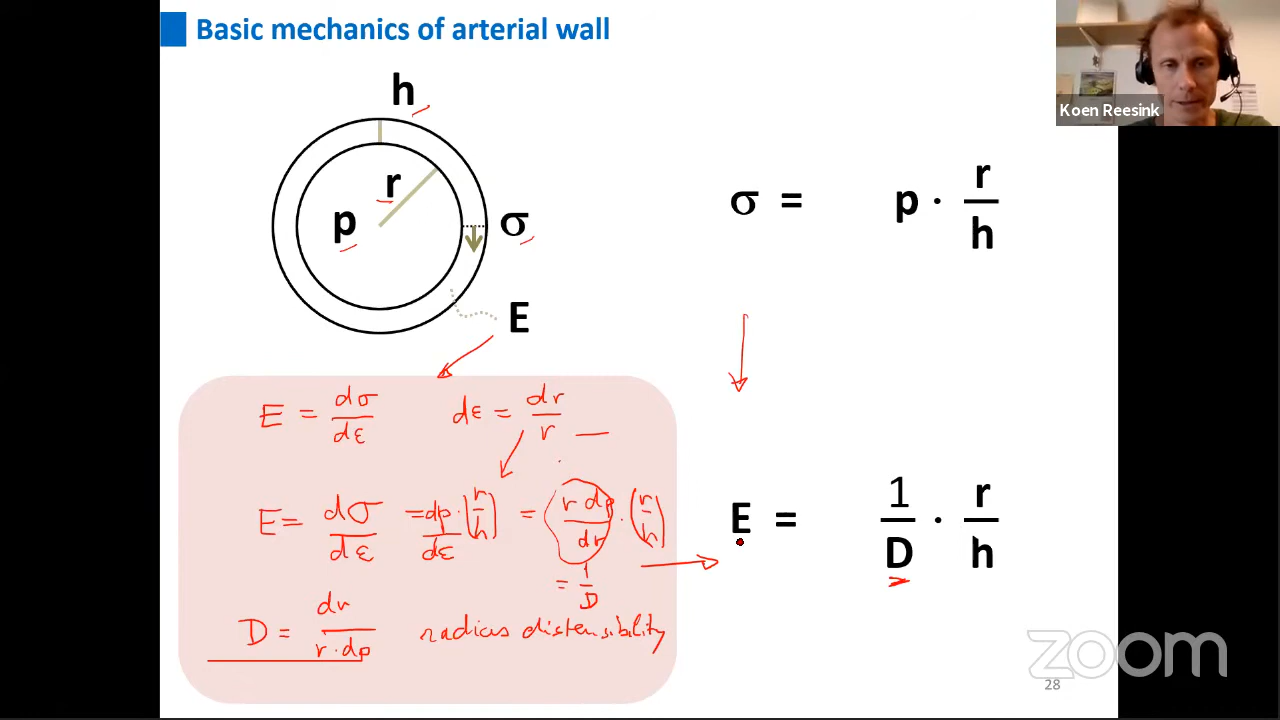 Basic mechanics of arterial wall
Koen Reesink
h
r
p
σ
E
σ = p · r/h
E = dσ/dε dε = dr/r
E = dσ/dε = dp/dε · (r/h) = r dp/dr · (r/h)
= 1/D
D = dr/r · dp radius distensibility
E = 1/D · r/h
zoom
28